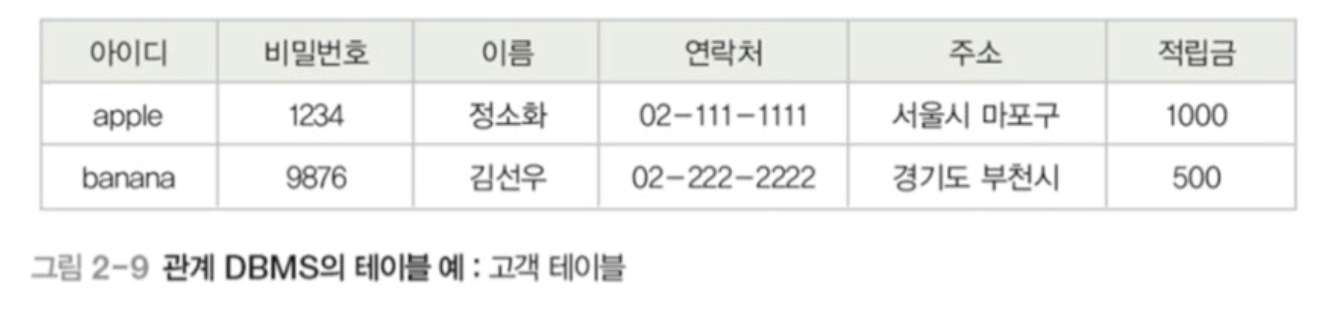 아이디 비밀번호 이름 연락처 주소 적립금
apple 1234 정소화 02-111-1111 서울시 마포구 1000
banana 9876 김선우 02-222-2222 경기도 부천시 500
그림 2-9 관계 DBMS의 테이블 예 : 고객 테이블